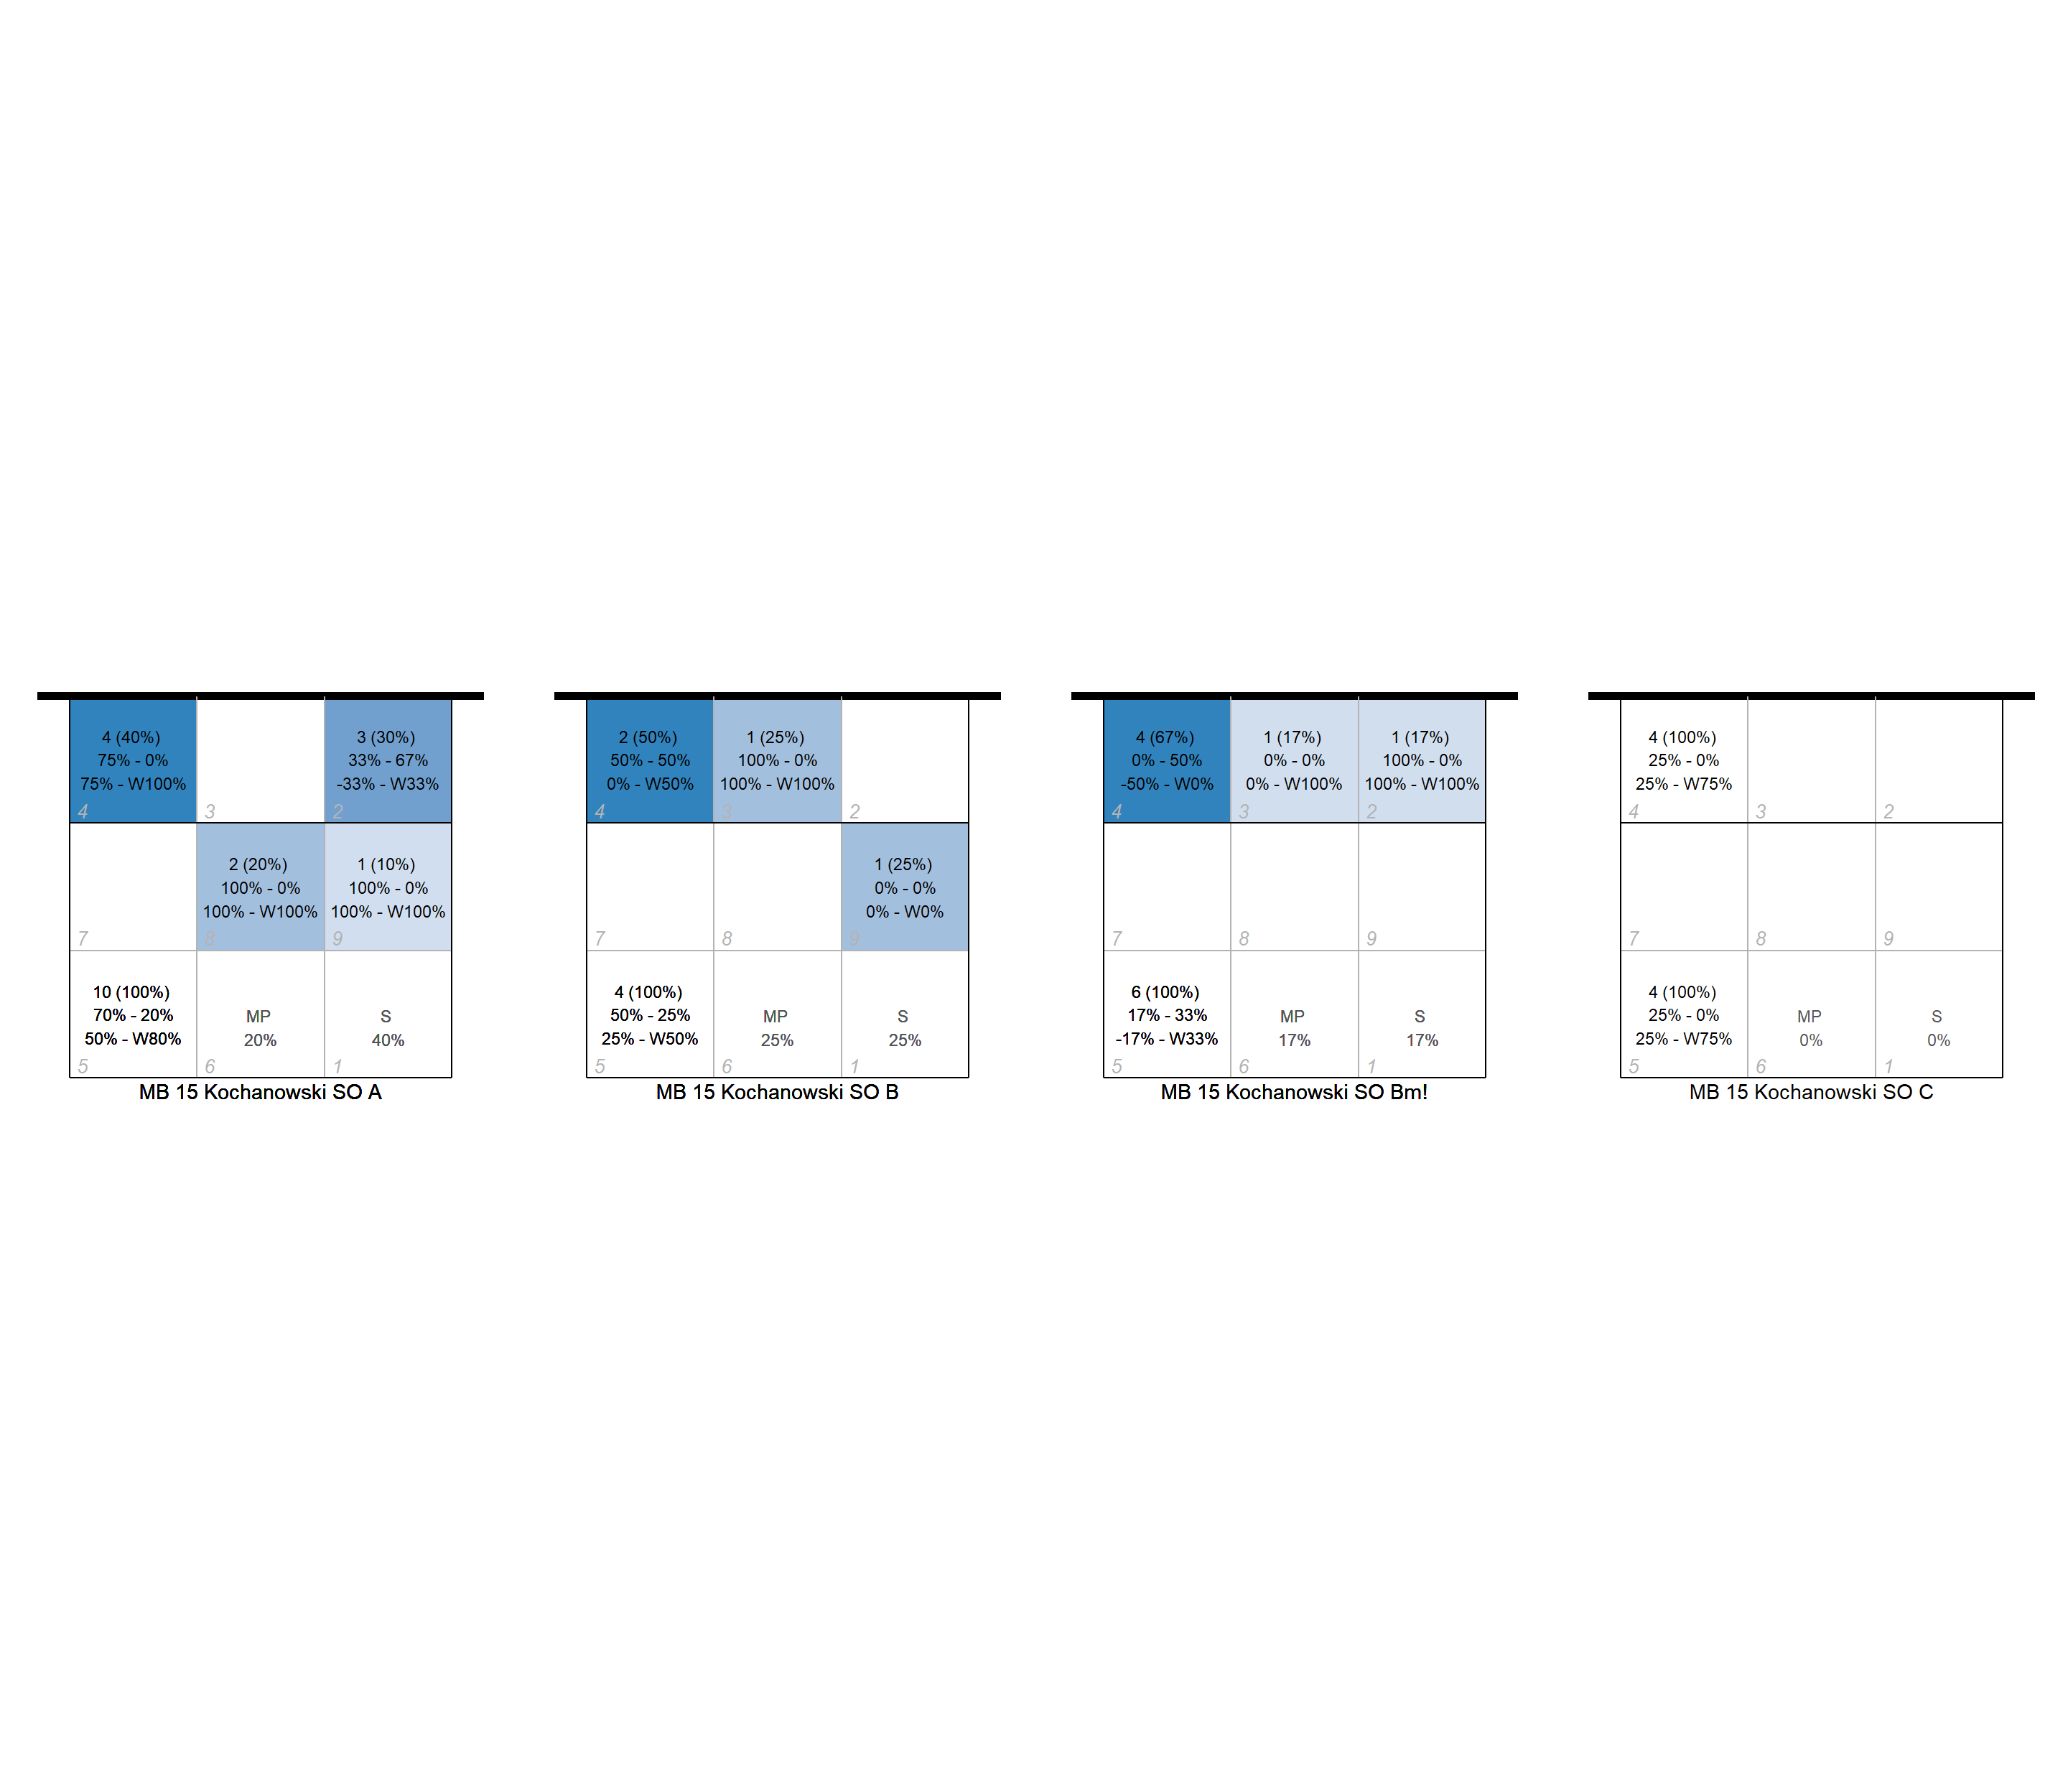 4 (40%)
75% - 0%
75% - W100%
4
3
3 (30%)
33% - 67%
-33% - W33%
2
7
2 (20%)
100% - 0%
100% - W100%
8
1 (10%)
100% - 0%
100% - W100%
9
10 (100%)
70% - 20%
50% - W80%
5
MP
20%
6
S
40%
1
MB 15 Kochanowski SO A
2 (50%)
50% - 50%
0% - W50%
4
1 (25%)
100% - 0%
100% - W100%
3
2
7
8
1 (25%)
0% - 0%
0% - W0%
9
4 (100%)
50% - 25%
25% - W50%
5
MP
25%
6
S
25%
1
MB 15 Kochanowski SO B
4 (67%)
0% - 50%
-50% - W0%
4
1 (17%)
0% - 0%
0% - W100%
3
1 (17%)
100% - 0%
100% - W100%
2
7
8
9
6 (100%)
17% - 33%
-17% - W33%
5
MP
17%
6
S
17%
1
MB 15 Kochanowski SO Bm!
4 (100%)
25% - 0%
25% - W75%
4
3
2
7
8
9
4 (100%)
25% - 0%
25% - W75%
5
MP
0%
6
S
0%
1
MB 15 Kochanowski SO C